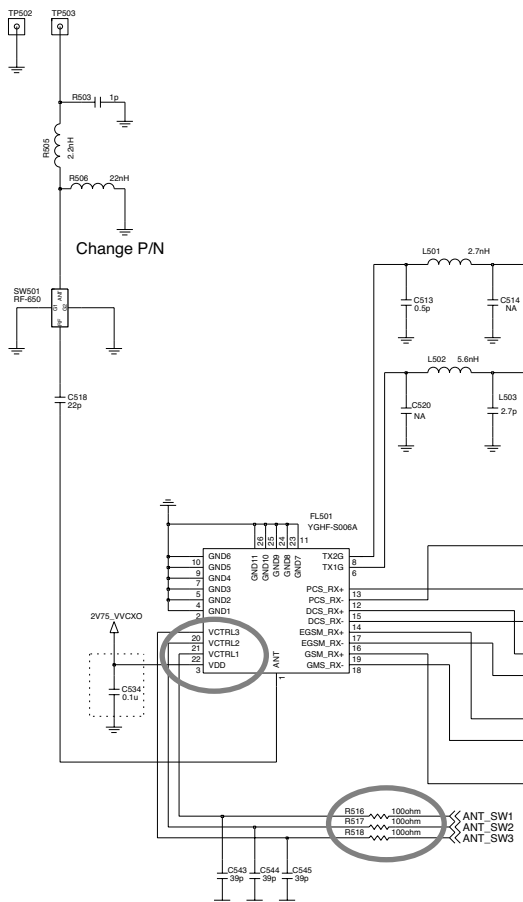 TP502 TP503
R503 1p
R505 2.2nH
R506 22nH
Change P/N
SW501
RF-650
ANT
G1 G2
RF
C518
22p
L501 2.7nH
C513
0.5p
C514
NA
L502 5.6nH
C520
NA
L503
2.7p
FL501
YGHF-S006A
26 25 24 23 11
GND11 GND10 GND9 GND8 GND7
GND6 10
GND5 9
GND4 7
GND3 5
GND2 4
GND1 2
VCTRL3 20
VCTRL2 21
VCTRL1 22
VDD 3
TX2G 8
TX1G 6
PCS_RX+ 13
PCS_RX- 12
DCS_RX+ 15
DCS_RX- 14
EGSM_RX+ 17
EGSM_RX- 16
GSM_RX+ 19
GMS_RX- 18
ANT
1
2V75_VVCXO
C534
0.1u
R516 100ohm ANT_SW1
R517 100ohm ANT_SW2
R518 100ohm ANT_SW3
C543
39p
C544
39p
C545
39p